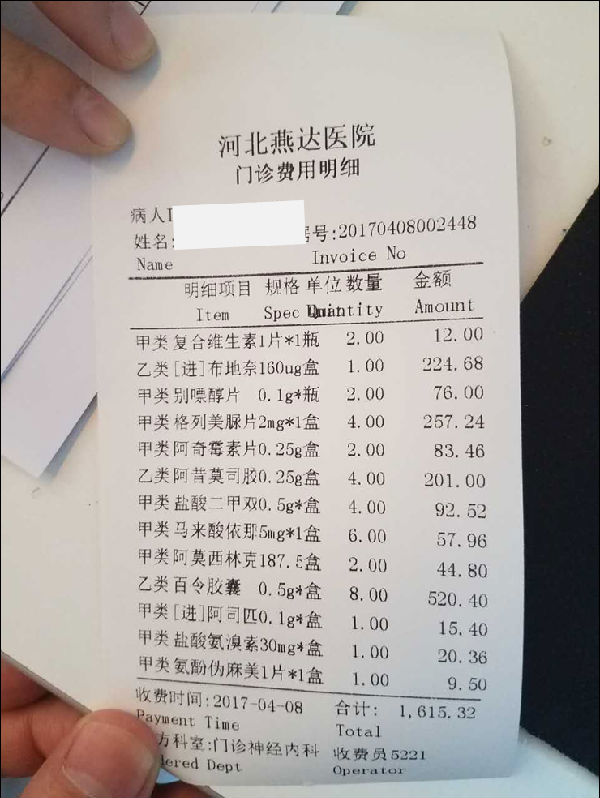 河北燕达医院
门诊费用明细
病人I
姓名: 号:20170408002448
Name Invoice No
明细项目 规格 单位 数量 金额
Item Spec Unit Quantity Amount
甲类 复合维生素1片*1瓶 2.00 12.00
乙类 [进]布地奈160ug盒 1.00 224.68
甲类 别嘌醇片 0.1g*瓶 2.00 76.00
甲类 格列美脲片2mg*1盒 4.00 257.24
甲类 阿奇霉素片0.25g盒 2.00 83.46
乙类 阿昔莫司胶0.25g盒 4.00 201.00
甲类 盐酸二甲双0.5g*盒 4.00 92.52
甲类 马来酸依那5mg*1盒 6.00 57.96
甲类 阿莫西林克187.5盒 2.00 44.80
乙类 百令胶囊 0.5g*盒 8.00 520.40
甲类 [进]阿司匹0.1g*盒 1.00 15.40
甲类 盐酸氨溴素30mg*盒 1.00 20.36
甲类 氨酚伪麻美1片*1盒 1.00 9.50
收费时间:2017-04-08 合计: 1,615.32
Payment Time Total
方科室:门诊神经内科 收费员5221
ered Dept Operator